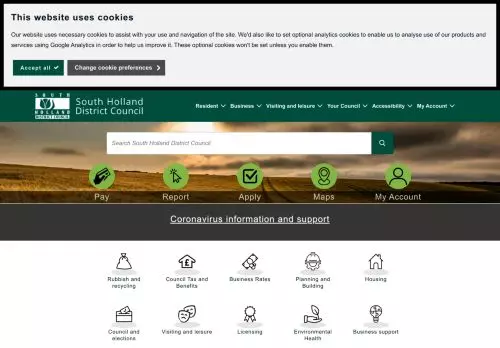 This website uses cookies
Our website uses necessary cookies to assist with your use and navigation of the site. We'd also like to set optional analytics cookies to enable us to analyse use of our products and
services using Google Analytics in order to help us improve it. These optional cookies won't be set unless you enable them.
Accept all
Change cookie preferences
SOUTH
HOLLAND
DISTRICT COUNCIL
South Holland
District Council
Resident
Business
Visiting and leisure
Your Council
Accessibility
My Account
Search South Holland District Council
Pay
Report
Apply
Maps
My Account
Coronavirus information and support
Rubbish and
recycling
Council Tax and
Benefits
Business Rates
Planning and
Building
Housing
Council and
elections
Visiting and leisure
Licensing
Environmental
Health
Business support